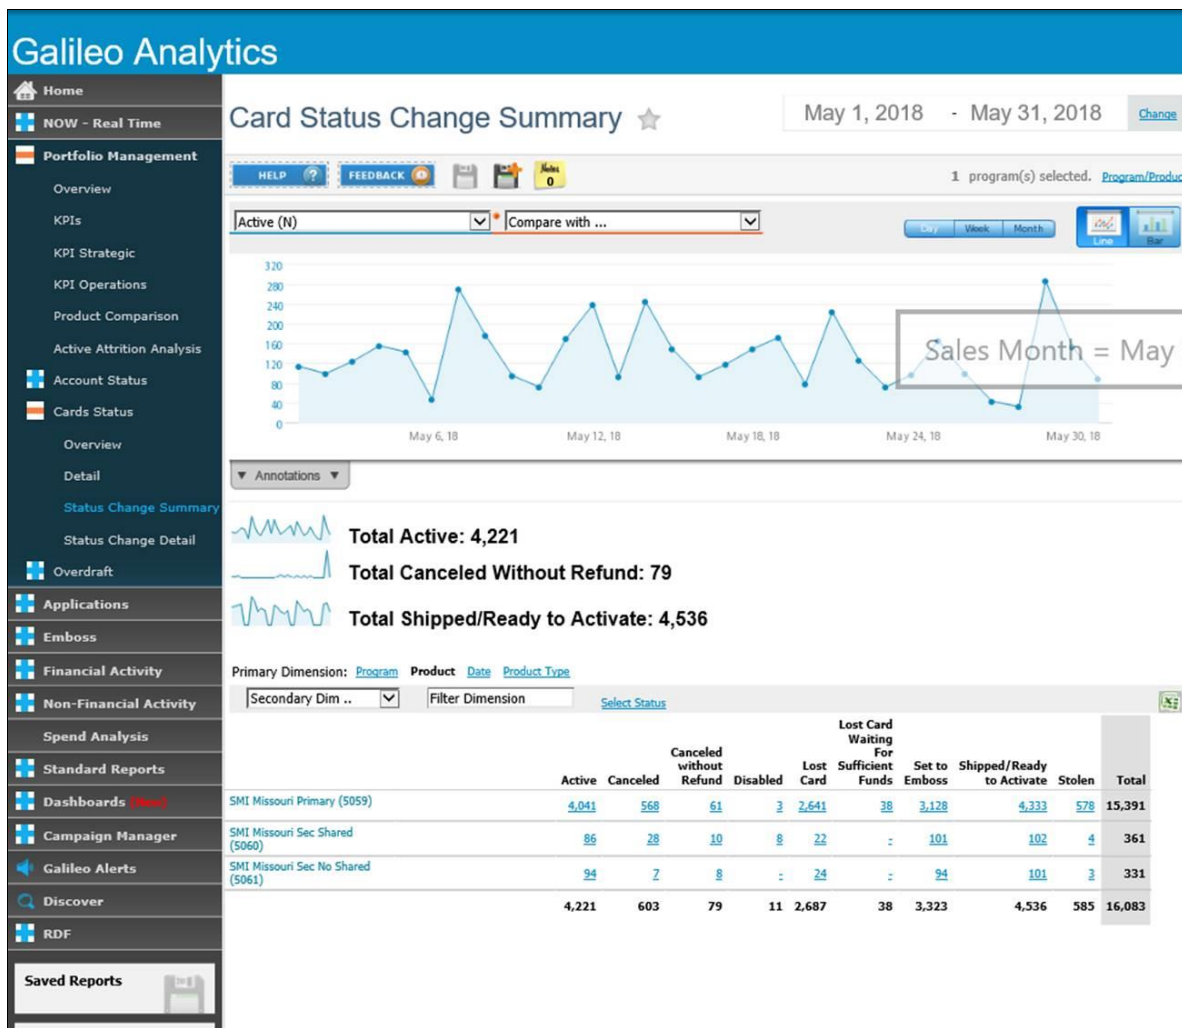 Galileo Analytics
Home
NOW - Real Time
Portfolio Management
Overview
KPIs
KPI Strategic
KPI Operations
Product Comparison
Active Attrition Analysis
Account Status
Cards Status
Overview
Detail
Status Change Summary
Status Change Detail
Overdraft
Applications
Emboss
Financial Activity
Non-Financial Activity
Spend Analysis
Standard Reports
Dashboards (New)
Campaign Manager
Galileo Alerts
Discover
RDF
Saved Reports
Card Status Change Summary
May 1, 2018 - May 31, 2018 Change
HELP ? FEEDBACK Notes 0
1 program(s) selected. Program/Produc
Active (N) Compare with ...
Day Week Month Line Bar
320
280
240
200
160
120
80
40
0
Sales Month = May
May 6, 18 May 12, 18 May 18, 18 May 24, 18 May 30, 18
Annotations
Total Active: 4,221
Total Canceled Without Refund: 79
Total Shipped/Ready to Activate: 4,536
Primary Dimension: Program Product Date Product Type
Secondary Dim .. Filter Dimension Select Status
Active Canceled Canceled without Refund Disabled Lost Card Lost Card Waiting For Sufficient Funds Set to Emboss Shipped/Ready to Activate Stolen Total
SMI Missouri Primary (5059) 4,041 568 61 3 2,641 38 3,128 4,333 578 15,391
SMI Missouri Sec Shared (5060) 86 28 10 8 22 - 101 102 4 361
SMI Missouri Sec No Shared (5061) 94 7 8 - 24 - 94 101 3 331
4,221 603 79 11 2,687 38 3,323 4,536 585 16,083